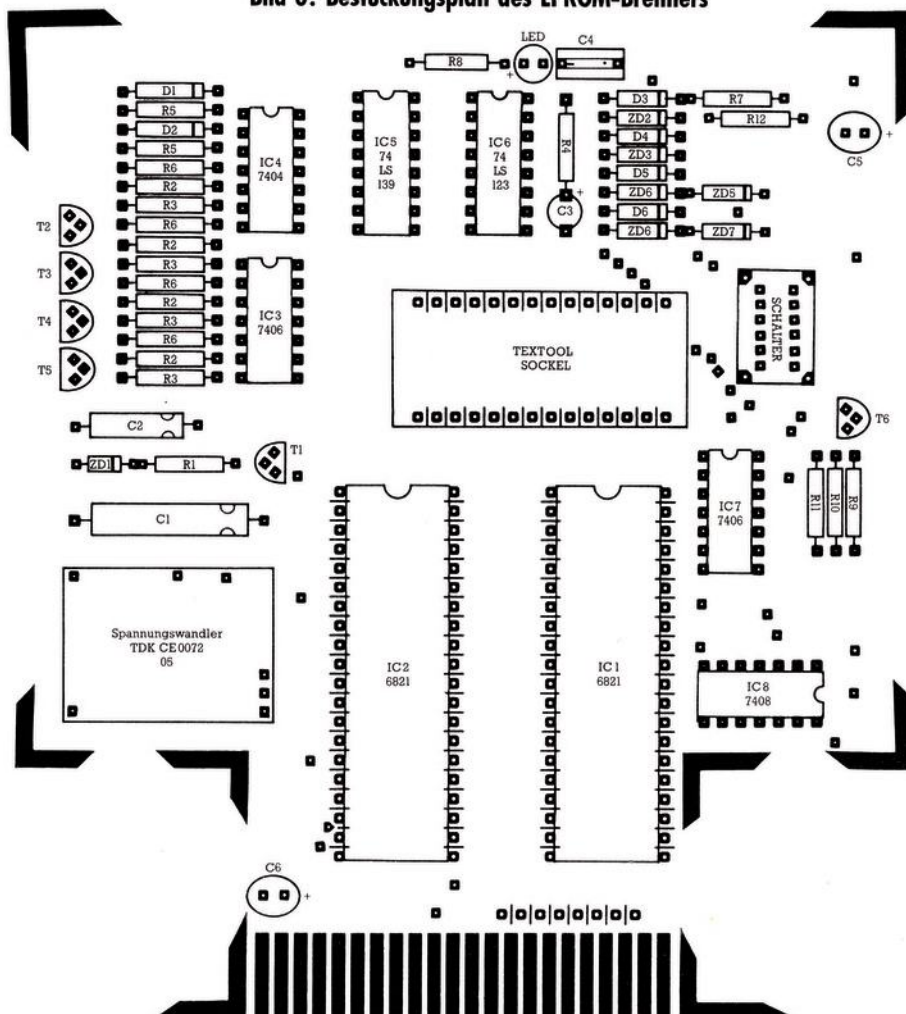 Bild 6: Bestückungsplan des EPROM-Brenners
LED
C4
R8
+
D1
R5
D2
R5
R6
R2
R3
R6
R2
R3
R6
R2
R3
R6
R2
R3
IC4
7404
IC5
74
LS
139
IC6
74
LS
123
R4
+
C3
D3
ZD2
D4
ZD3
D5
ZD6
D6
ZD6
R7
R12
ZD5
ZD7
C5
+
T2
T3
T4
T5
IC3
7406
TEXTOOL
SOCKEL
SCHALTER
T6
C2
ZD1
R1
T1
C1
IC7
7406
R11
R10
R9
Spannungswandler
TDK CE0072
05
IC2
6821
IC1
6821
IC8
7408
C6
+